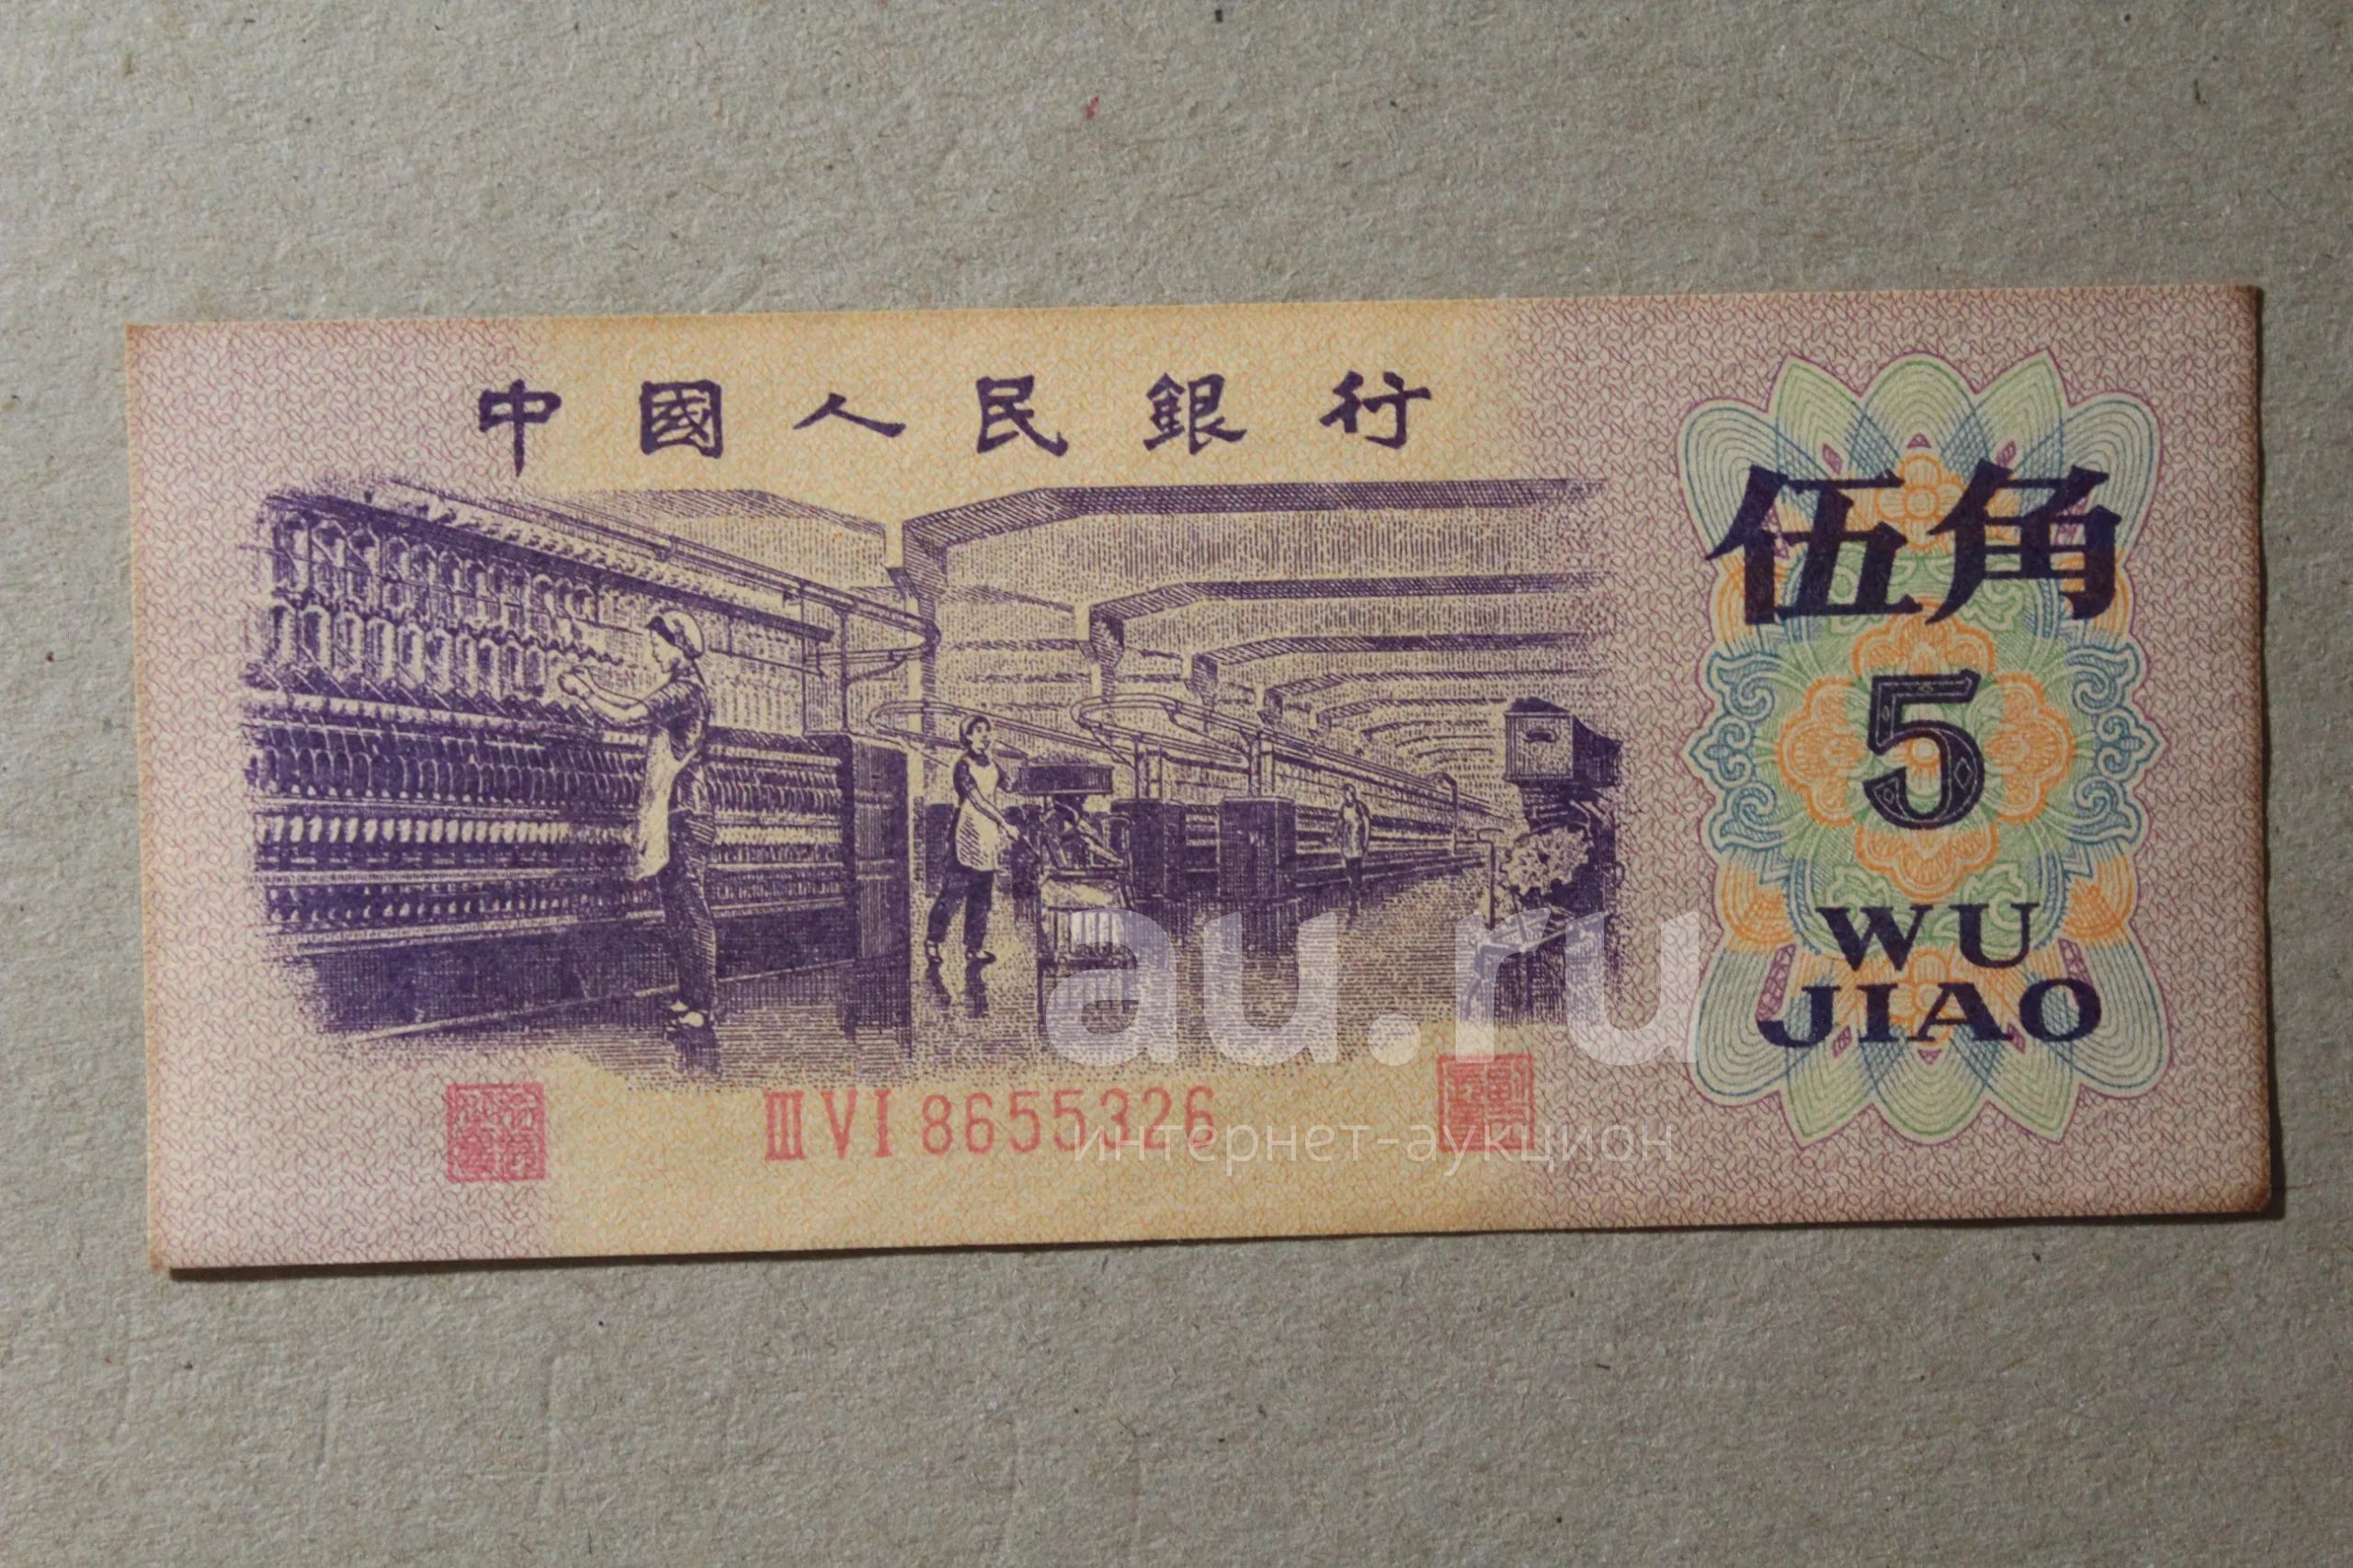 中國人民銀行
伍角
5
WU
JIAO
au.ru
ⅢⅤⅠ 8655326
интернет-аукцион